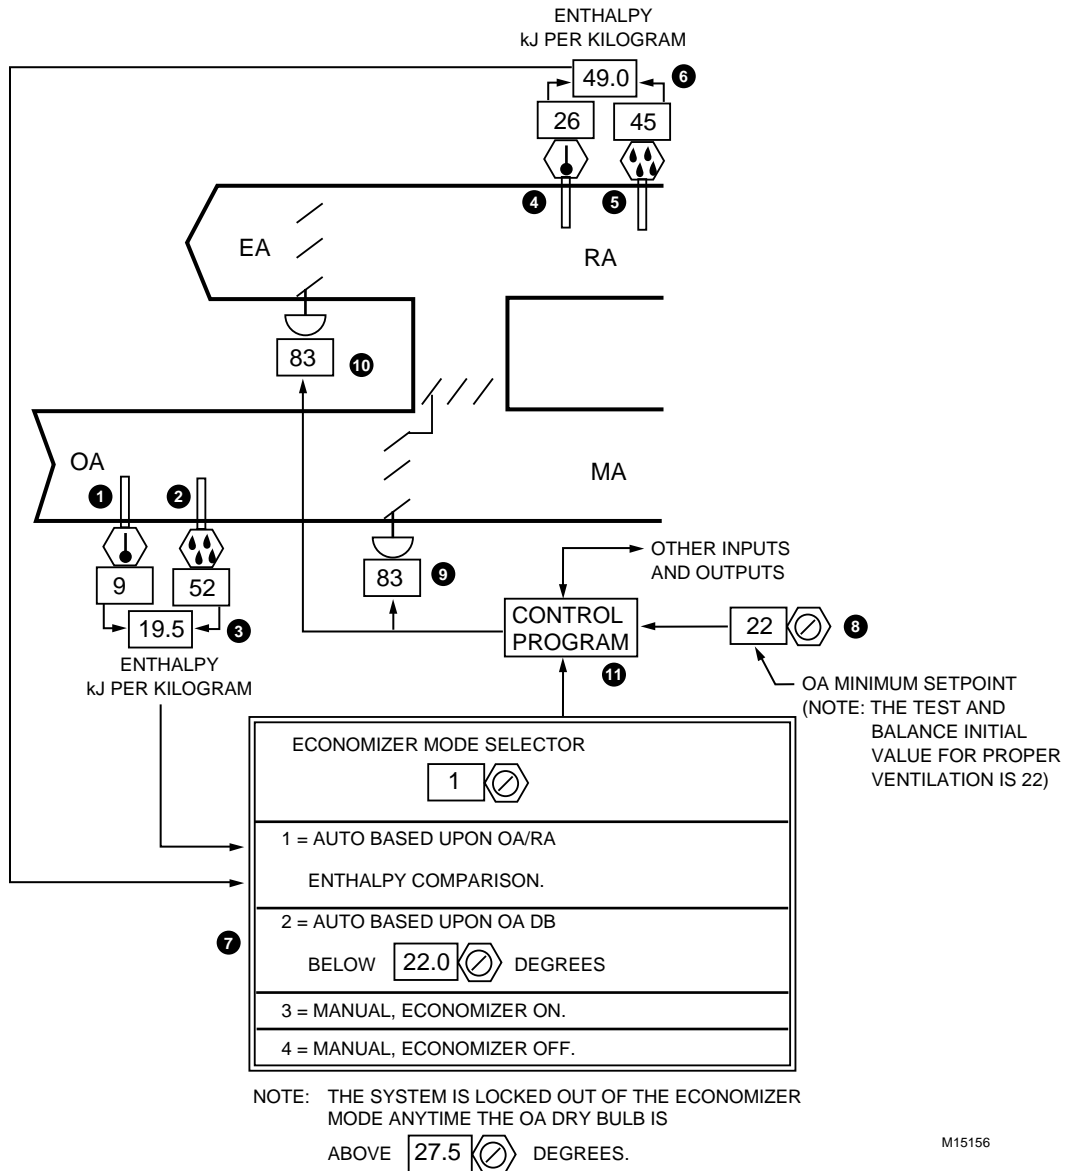 ENTHALPY
kJ PER KILOGRAM
49.0
6
26
45
4
5
EA
RA
83
10
OA
MA
1
2
9
52
19.5
3
ENTHALPY
kJ PER KILOGRAM
83
9
OTHER INPUTS
AND OUTPUTS
CONTROL
PROGRAM
11
22
8
OA MINIMUM SETPOINT
(NOTE: THE TEST AND
BALANCE INITIAL
VALUE FOR PROPER
VENTILATION IS 22)
ECONOMIZER MODE SELECTOR
1
1 = AUTO BASED UPON OA/RA
ENTHALPY COMPARISON.
7
2 = AUTO BASED UPON OA DB
BELOW 22.0 DEGREES
3 = MANUAL, ECONOMIZER ON.
4 = MANUAL, ECONOMIZER OFF.
NOTE: THE SYSTEM IS LOCKED OUT OF THE ECONOMIZER
MODE ANYTIME THE OA DRY BULB IS
ABOVE 27.5 DEGREES.
M15156